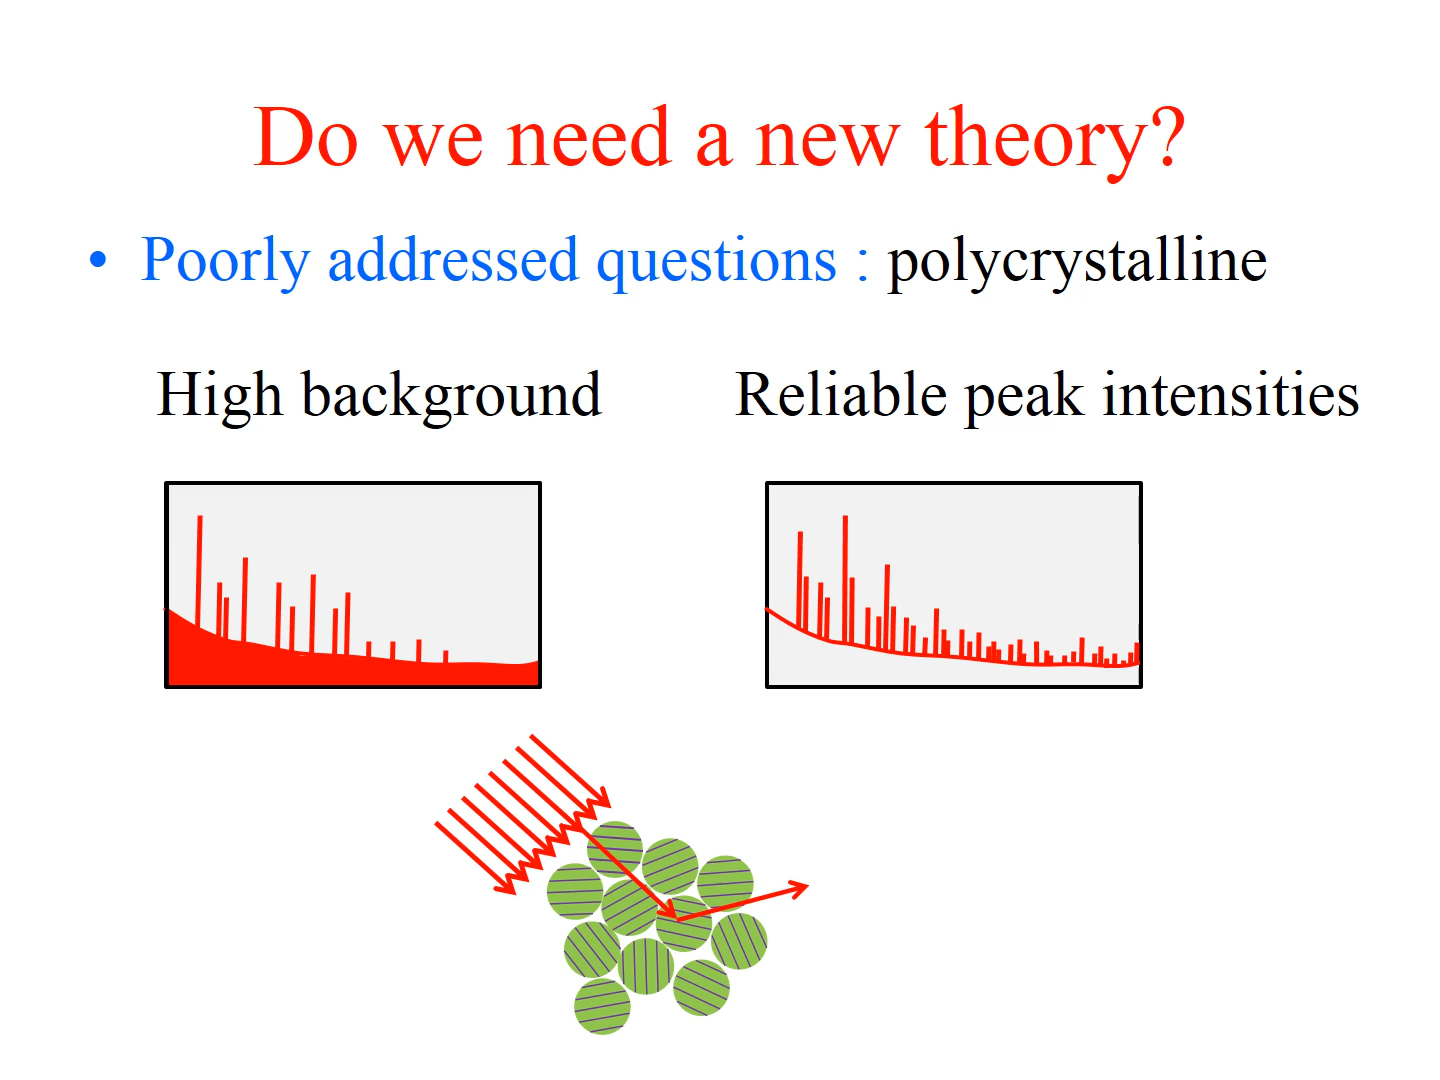 Do we need a new theory?
• Poorly addressed questions : polycrystalline
High background
Reliable peak intensities